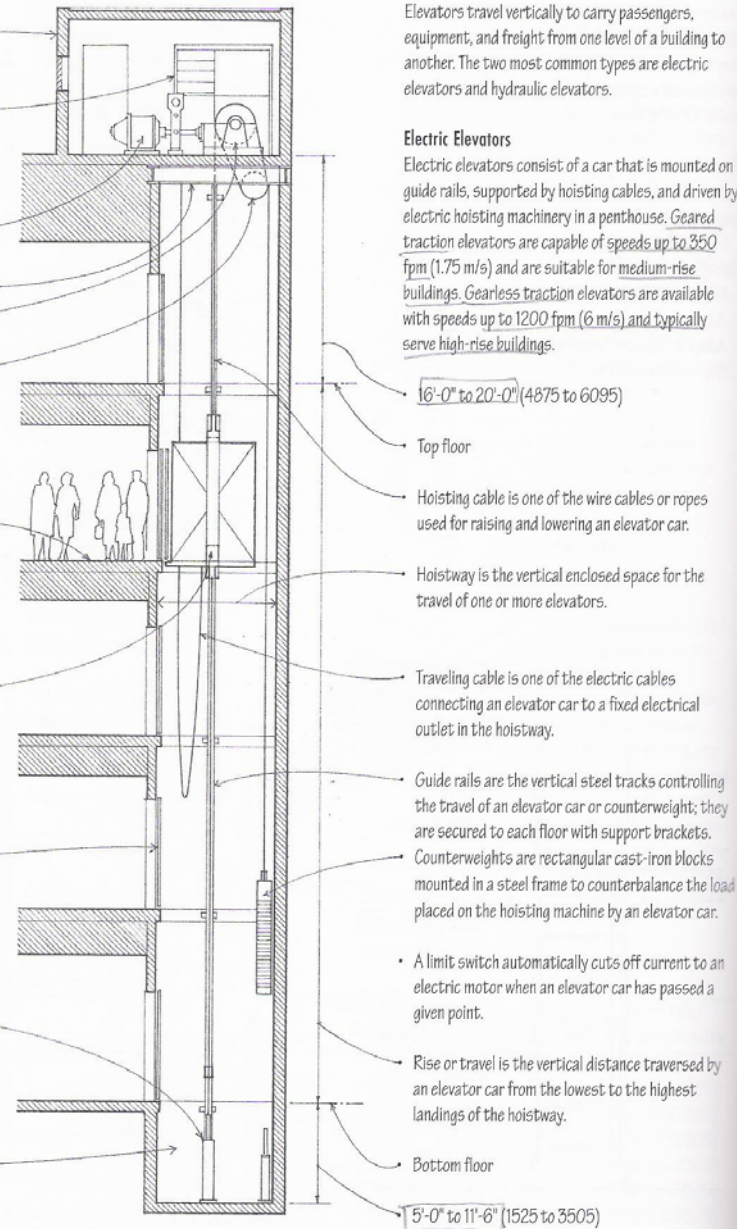 Elevators travel vertically to carry passengers,
equipment, and freight from one level of a building to
another. The two most common types are electric
elevators and hydraulic elevators.
Electric Elevators
Electric elevators consist of a car that is mounted on
guide rails, supported by hoisting cables, and driven by
electric hoisting machinery in a penthouse. Geared
traction elevators are capable of speeds up to 350
fpm (1.75 m/s) and are suitable for medium-rise
buildings. Gearless traction elevators are available
with speeds up to 1200 fpm (6 m/s) and typically
serve high-rise buildings.
• 16'-0" to 20'-0" (4875 to 6095)
• Top floor
• Hoisting cable is one of the wire cables or ropes
used for raising and lowering an elevator car.
• Hoistway is the vertical enclosed space for the
travel of one or more elevators.
• Traveling cable is one of the electric cables
connecting an elevator car to a fixed electrical
outlet in the hoistway.
• Guide rails are the vertical steel tracks controlling
the travel of an elevator car or counterweight; they
are secured to each floor with support brackets.
• Counterweights are rectangular cast-iron blocks
mounted in a steel frame to counterbalance the load
placed on the hoisting machine by an elevator car.
• A limit switch automatically cuts off current to an
electric motor when an elevator car has passed a
given point.
• Rise or travel is the vertical distance traversed by
an elevator car from the lowest to the highest
landings of the hoistway.
• Bottom floor
• 5'-0" to 11'-6" (1525 to 3505)